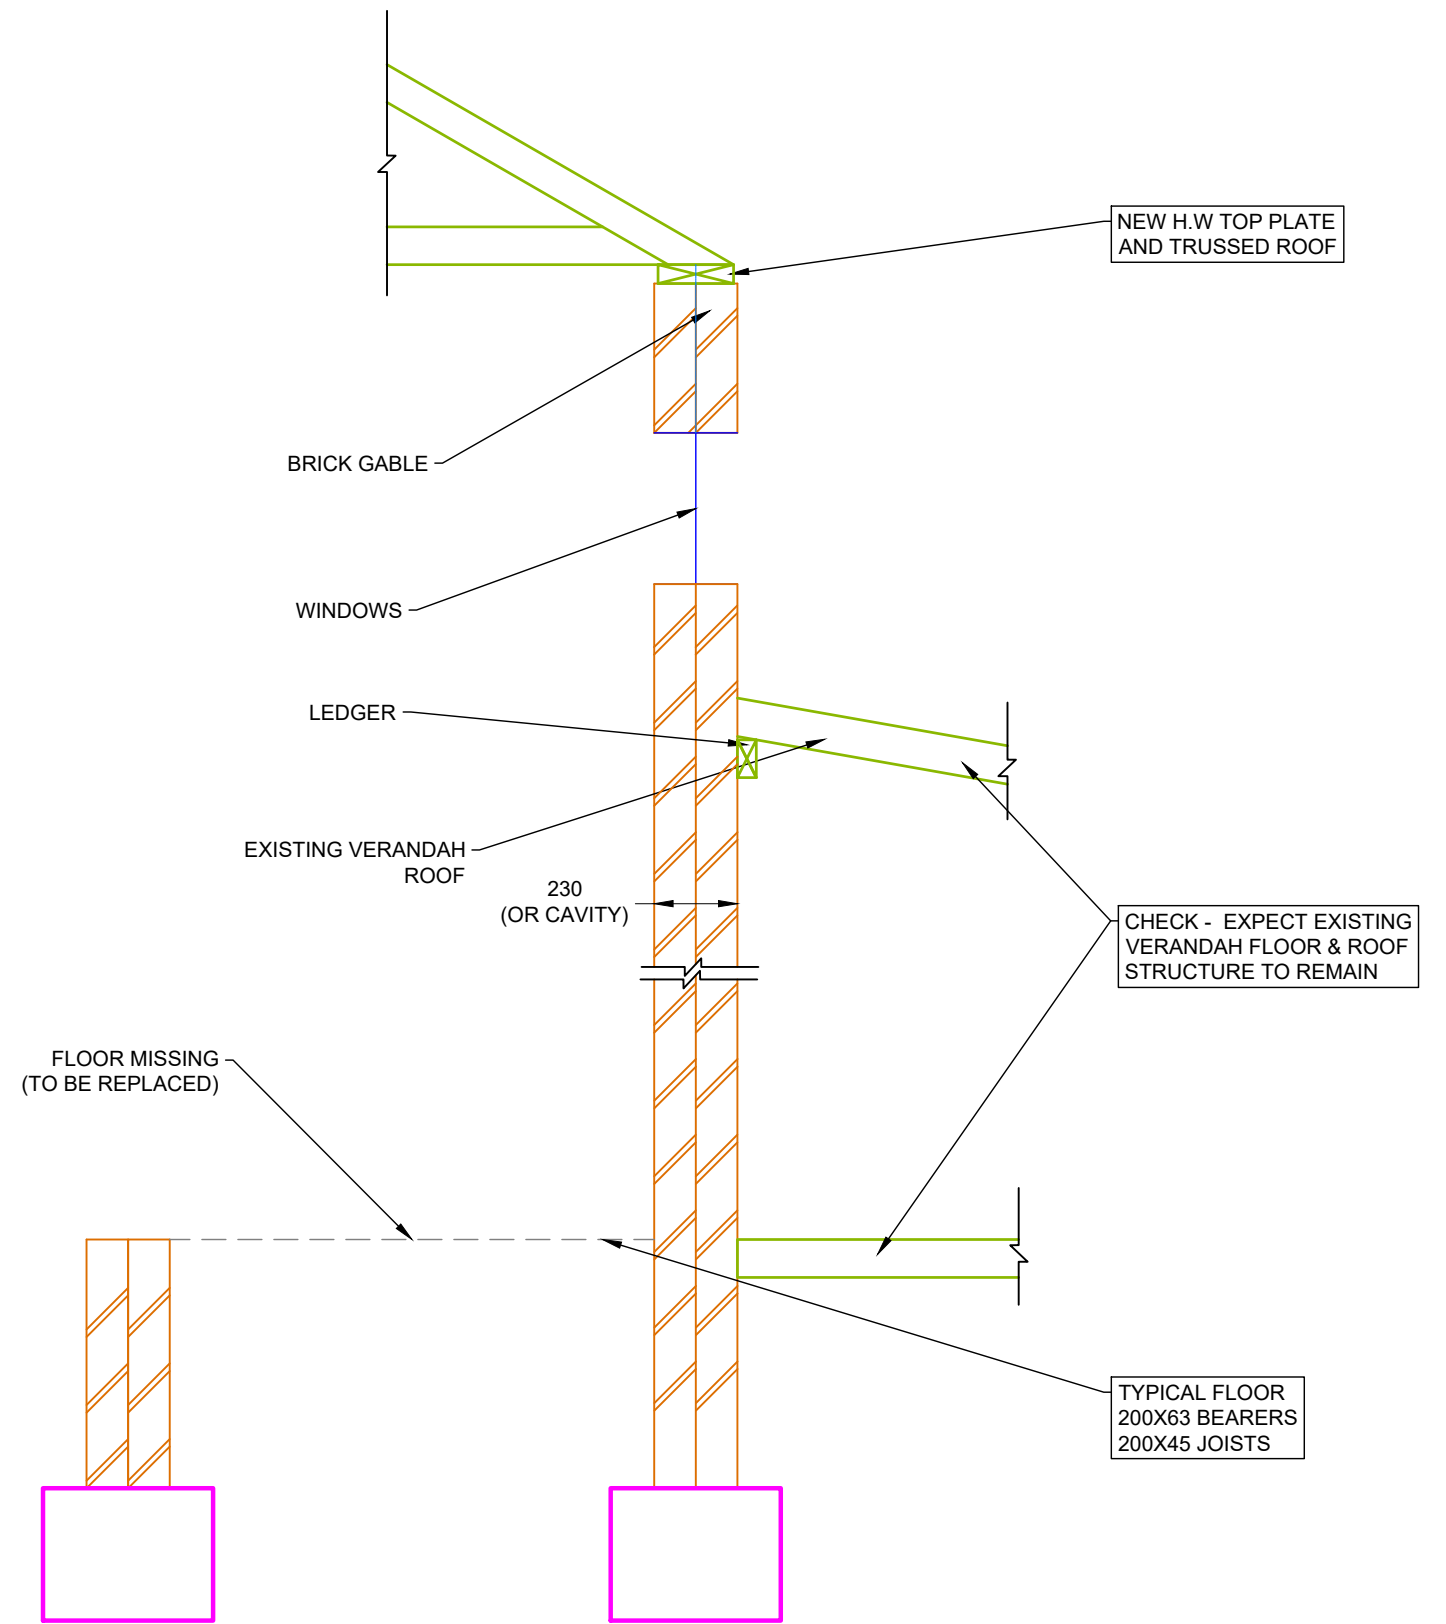 NEW H.W TOP PLATE
AND TRUSSED ROOF
BRICK GABLE
WINDOWS
LEDGER
EXISTING VERANDAH
ROOF
230
(OR CAVITY)
CHECK - EXPECT EXISTING
VERANDAH FLOOR & ROOF
STRUCTURE TO REMAIN
FLOOR MISSING
(TO BE REPLACED)
TYPICAL FLOOR
200X63 BEARERS
200X45 JOISTS